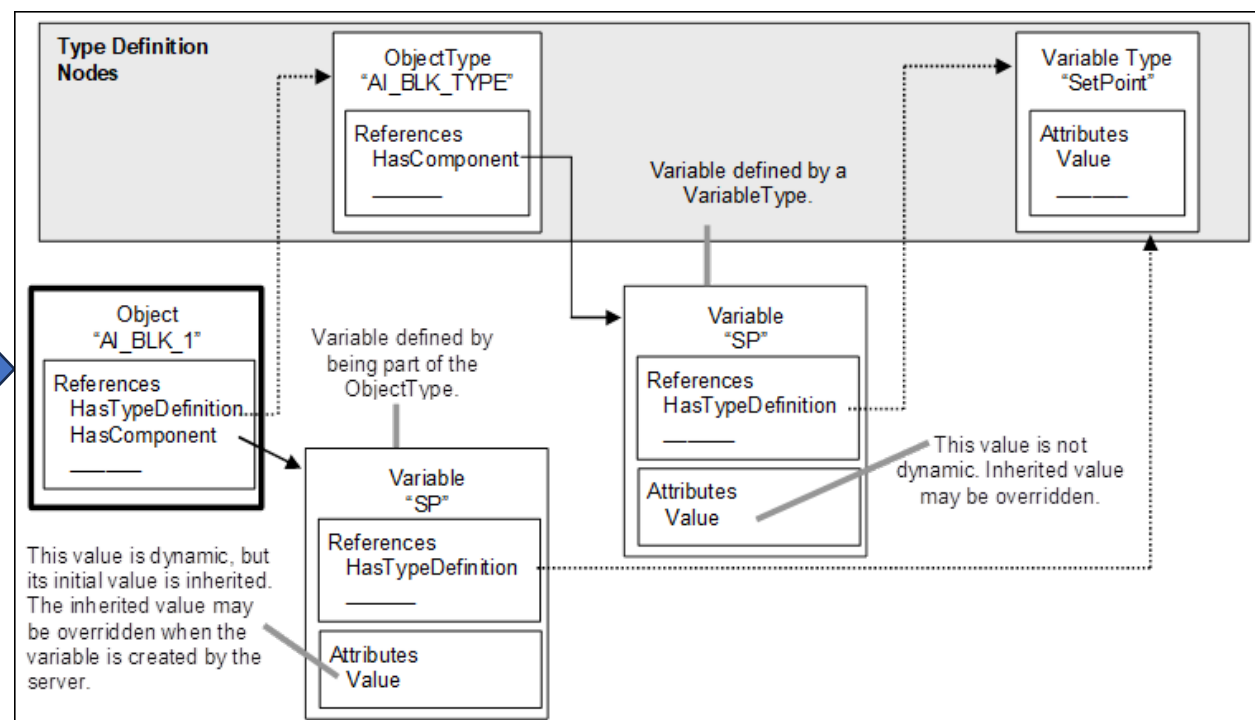 Type Definition
Nodes
ObjectType
“AI_BLK_TYPE”
References
HasComponent
Variable Type
“SetPoint”
Attributes
Value
Variable defined by a
VariableType.
Object
“AI_BLK_1”
References
HasTypeDefinition
HasComponent
Variable defined by
being part of the
ObjectType.
Variable
“SP”
References
HasTypeDefinition
Attributes
Value
This value is not
dynamic. Inherited value
may be overridden.
Variable
“SP”
References
HasTypeDefinition
Attributes
Value
This value is dynamic, but
its initial value is inherited.
The inherited value may
be overridden when the
variable is created by the
server.